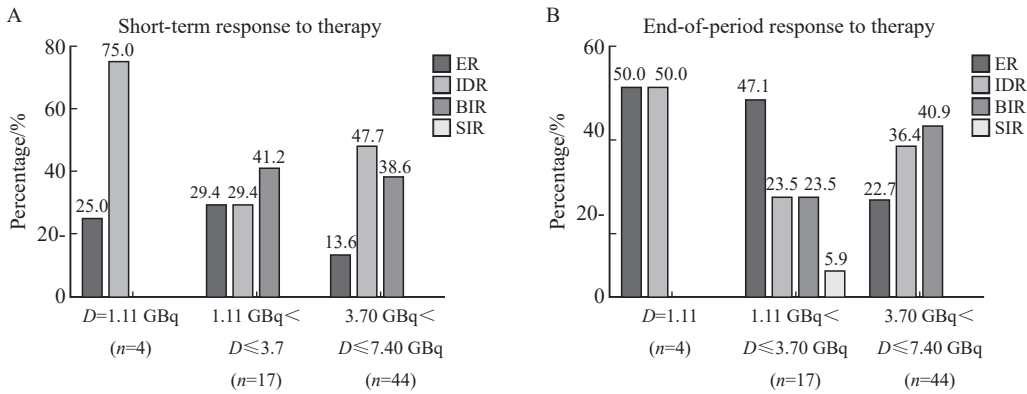 A
Short-term response to therapy
Percentage/%
80
60
40
20
0
75.0
25.0
29.4
29.4
41.2
13.6
47.7
38.6
ER
IDR
BIR
SIR
D=1.11 GBq
(n=4)
1.11 GBq<
D≤3.7
(n=17)
3.70 GBq<
D≤7.40 GBq
(n=44)
B
End-of-period response to therapy
Percentage/%
60
40
20
0
50.0
50.0
47.1
23.5
23.5
5.9
22.7
36.4
40.9
ER
IDR
BIR
SIR
D=1.11
(n=4)
1.11 GBq<
D≤3.70 GBq
(n=17)
3.70 GBq<
D≤7.40 GBq
(n=44)